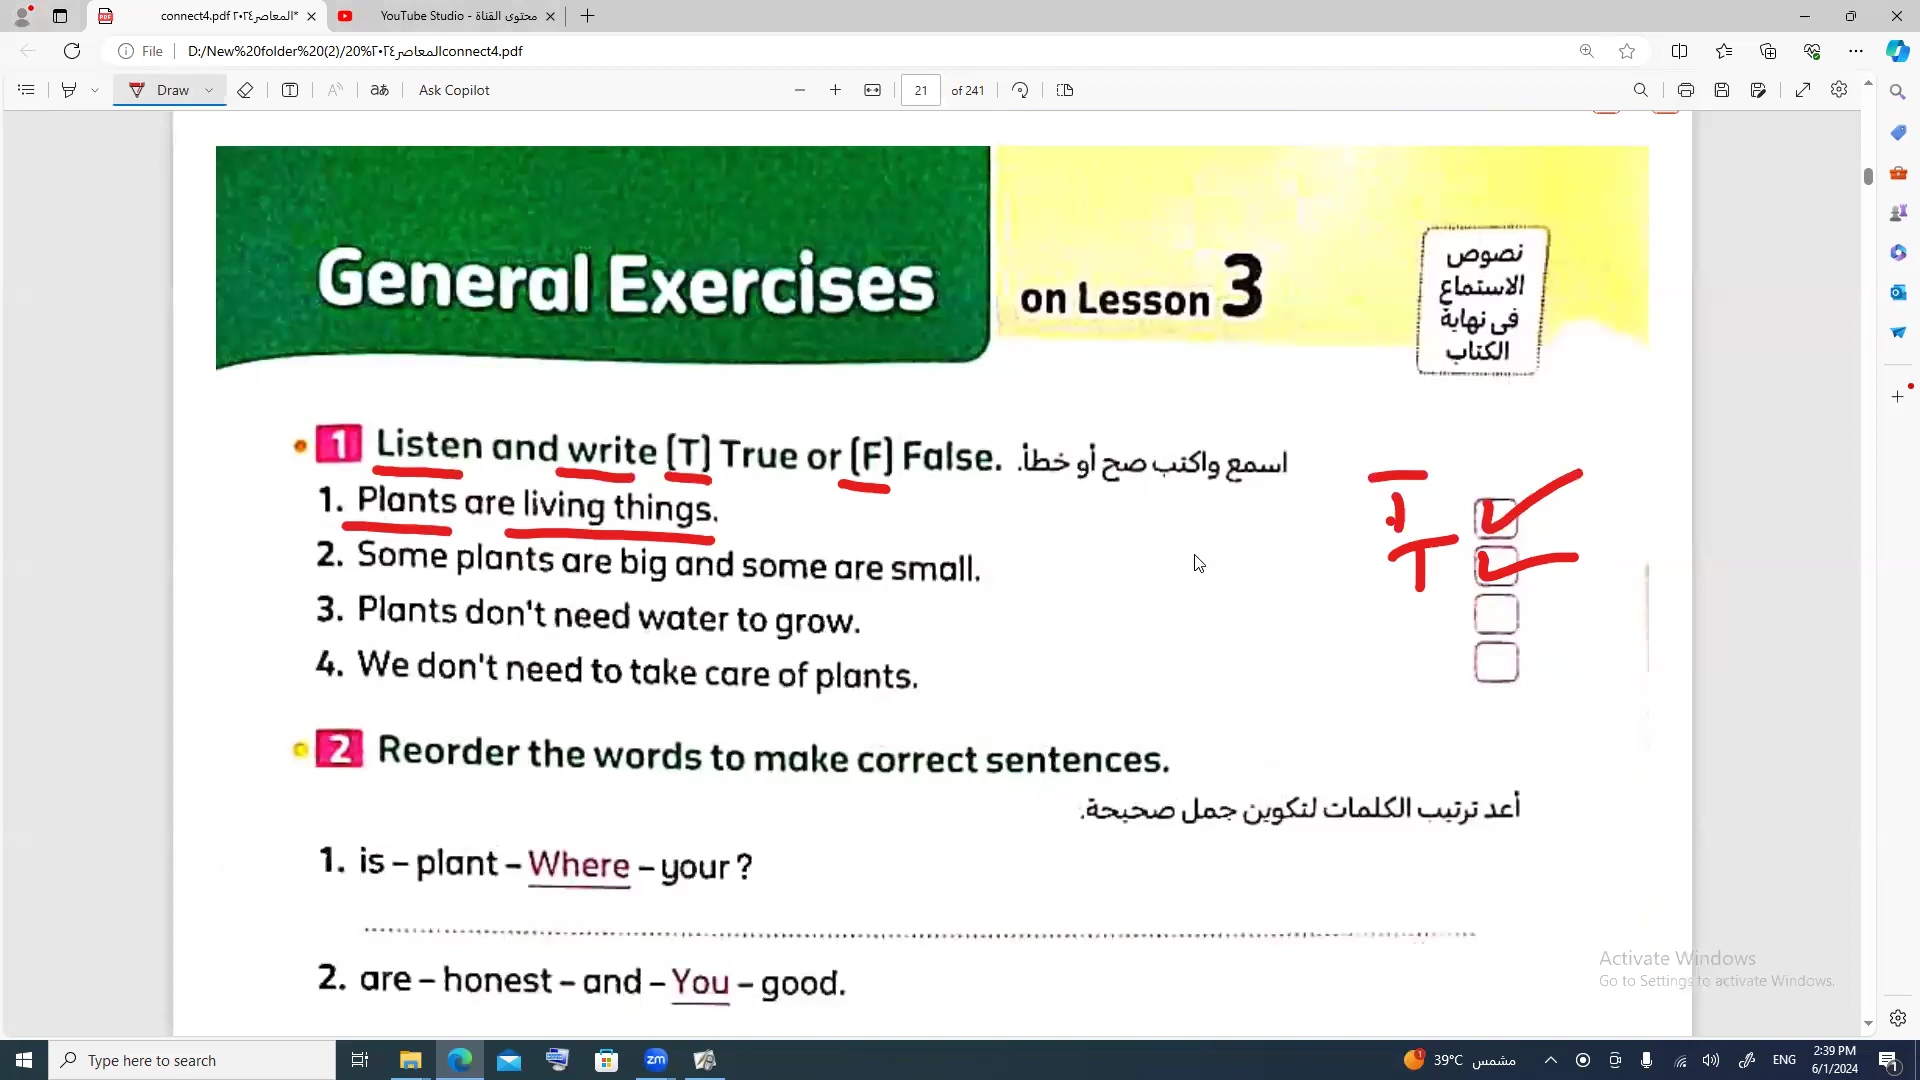 connect4.pdf المعاصر٢٠٢٤*
YouTube Studio - محتوى القناة
File
D:/New%20folder%20(2)/20%المعاصر٢٠٢٤connect4.pdf
Draw
Ask Copilot
21 of 241
General Exercises
on Lesson 3
نصوص
الاستماع
فى نهاية
الكتاب
1 Listen and write (T) True or (F) False. اسمع واكتب صح أو خطأ.
1. Plants are living things.
T
2. Some plants are big and some are small.
T
3. Plants don't need water to grow.
4. We don't need to take care of plants.
2 Reorder the words to make correct sentences.
أعد ترتيب الكلمات لتكوين جمل صحيحة.
1. is – plant – Where – your ?
2. are – honest – and – You – good.
Activate Windows
Go to Settings to activate Windows.
Type here to search
zm
39°C مشمس
ENG
2:39 PM
6/1/2024